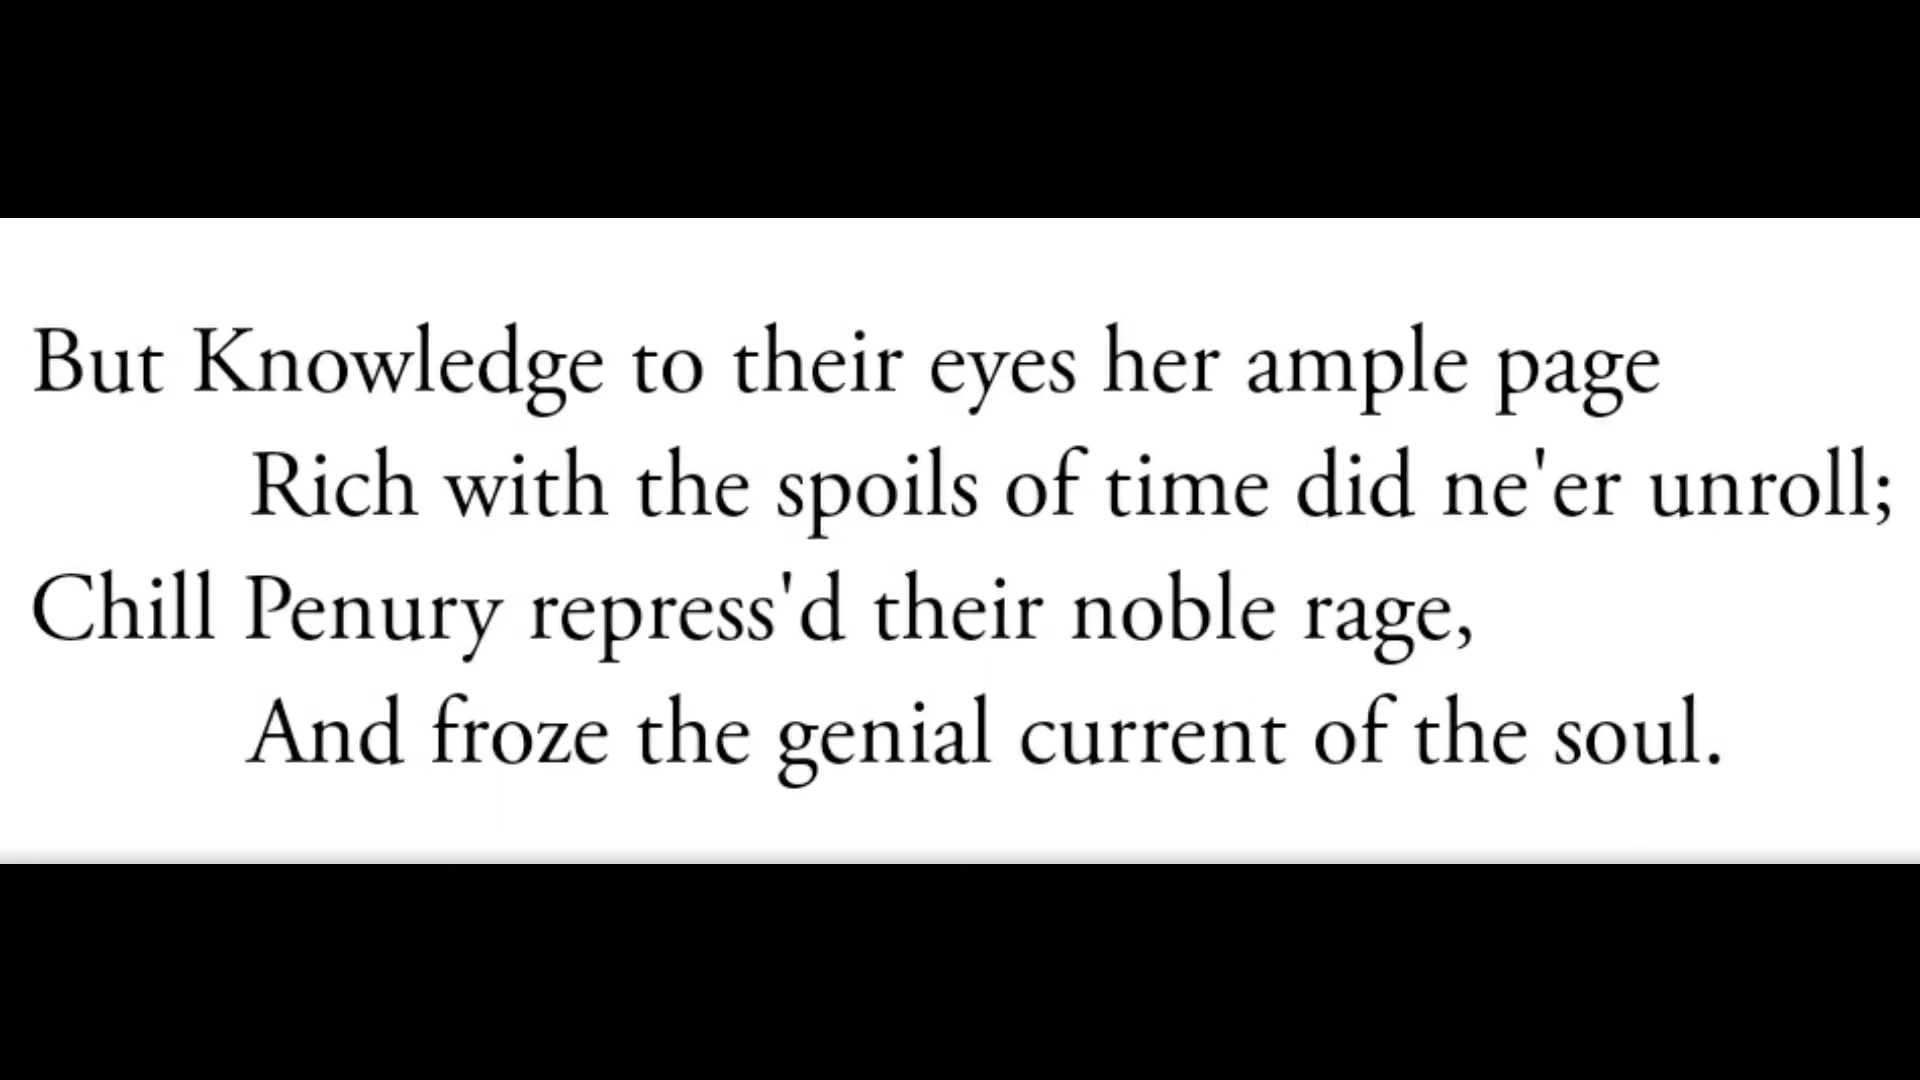 But Knowledge to their eyes her ample page
Rich with the spoils of time did ne'er unroll;
Chill Penury repress'd their noble rage,
And froze the genial current of the soul.